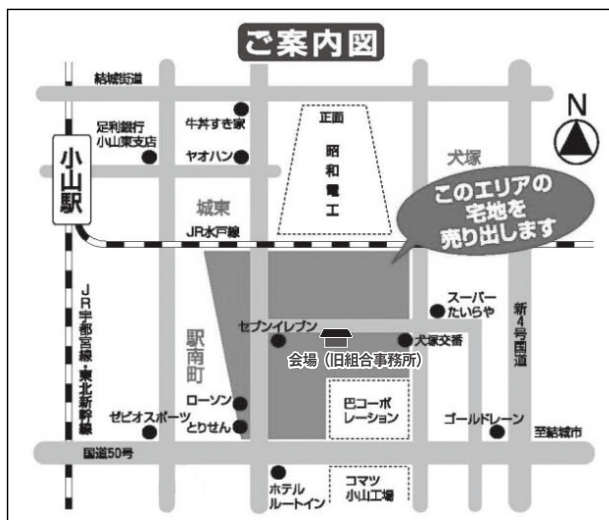 ご案内図
結城街道
足利銀行
小山東支店
牛丼すき家
ヤオハン
正面
昭和電工
犬塚
N
小山駅
城東
JR水戸線
このエリアの
宅地を
売り出します
JR宇都宮線・東北新幹線
駅南町
セブンイレブン
会場(旧組合事務所)
犬塚交番
スーパー
たいらや
新4号国道
ローソン
とりせん
ゼビオスポーツ
巴コーポ
レーション
ゴールドレーン
至結城市
国道50号
ホテル
ルートイン
コマツ
小山工場